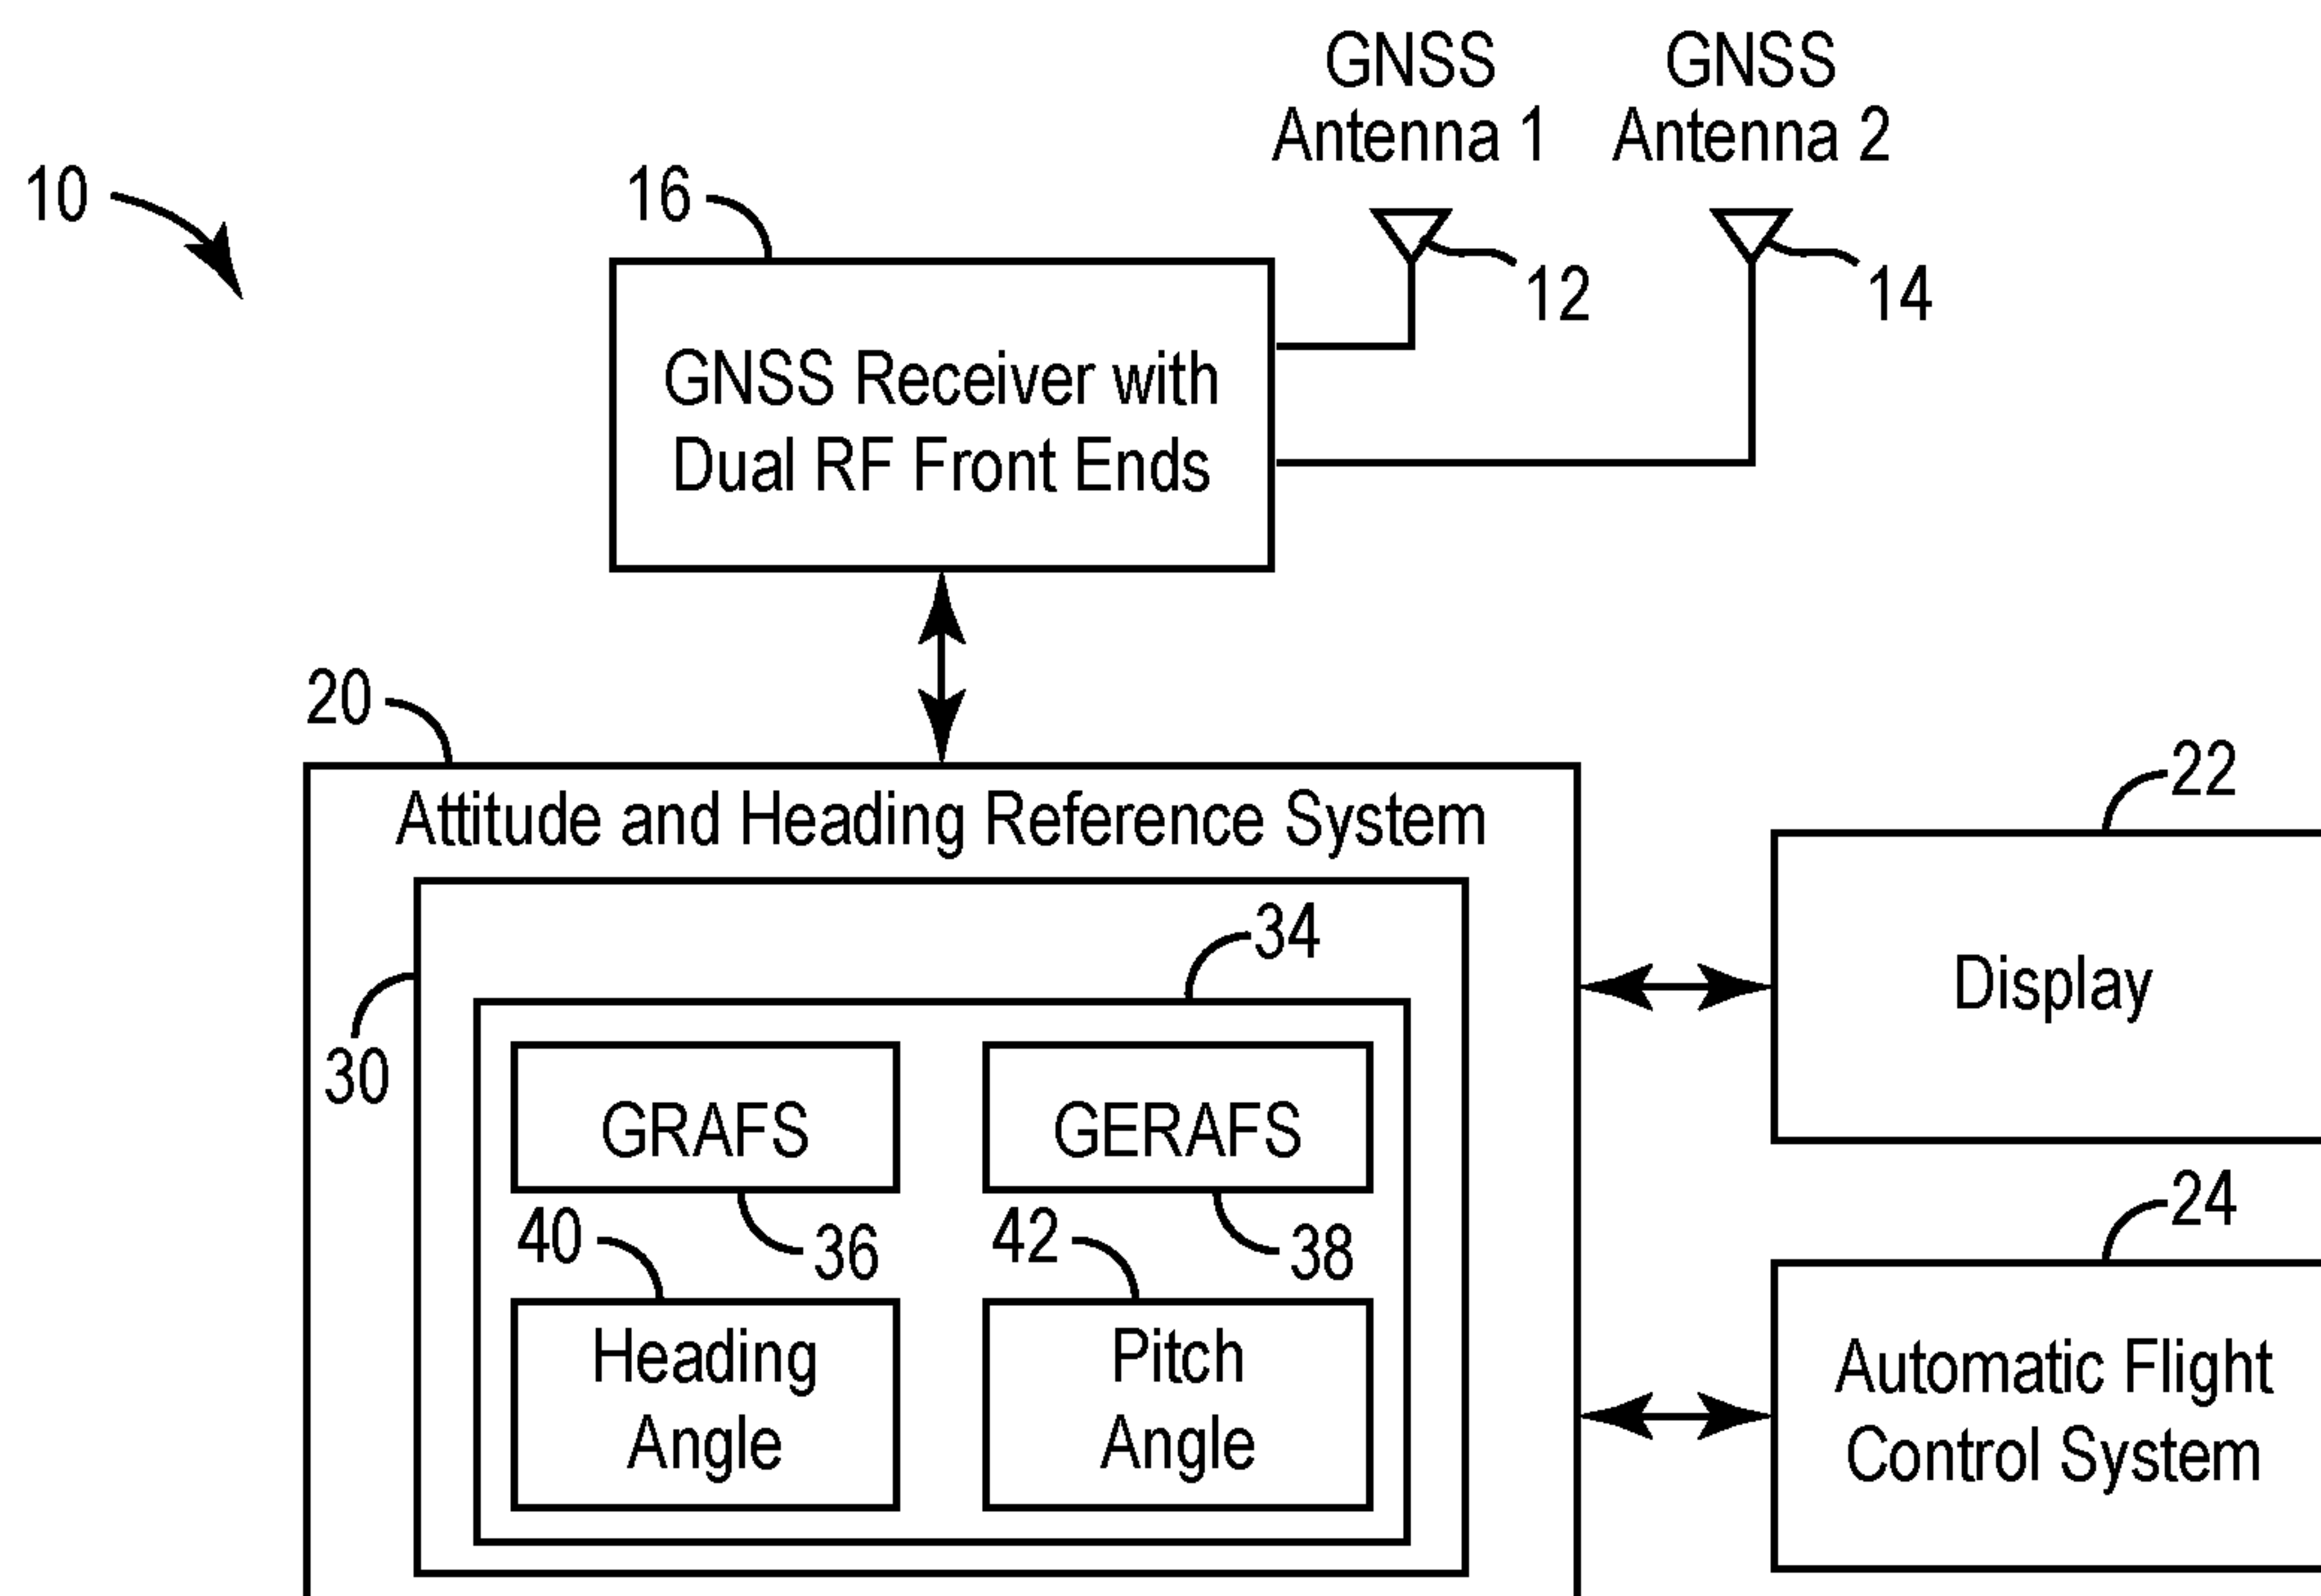 GNSS
Antenna 1
GNSS
Antenna 2
10
16
12
14
GNSS Receiver with
Dual RF Front Ends
20
Attitude and Heading Reference System
22
34
30
Display
GRAFS
GERAFS
24
40
36
42
38
Heading
Angle
Pitch
Angle
Automatic Flight
Control System